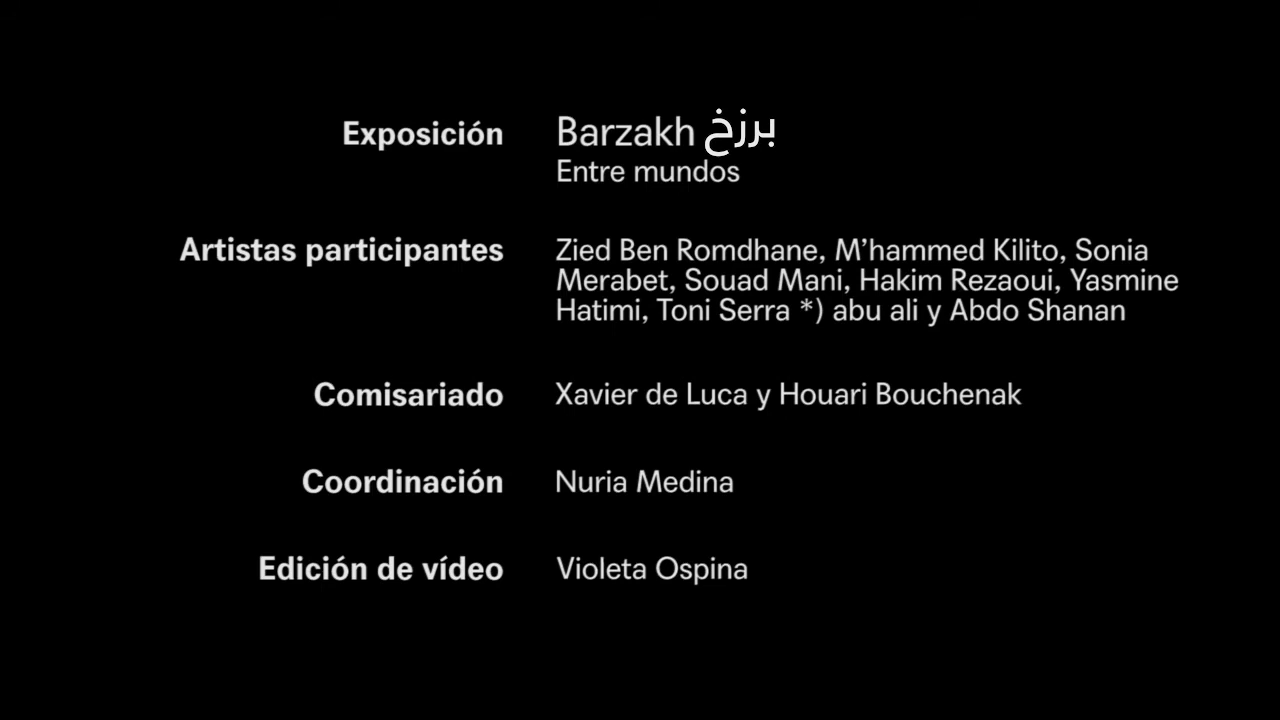 Exposición Barzakh برزخ
Entre mundos
Artistas participantes Zied Ben Romdhane, M’hammed Kilito, Sonia
Merabet, Souad Mani, Hakim Rezaoui, Yasmine
Hatimi, Toni Serra *) abu ali y Abdo Shanan
Comisariado Xavier de Luca y Houari Bouchenak
Coordinación Nuria Medina
Edición de vídeo Violeta Ospina